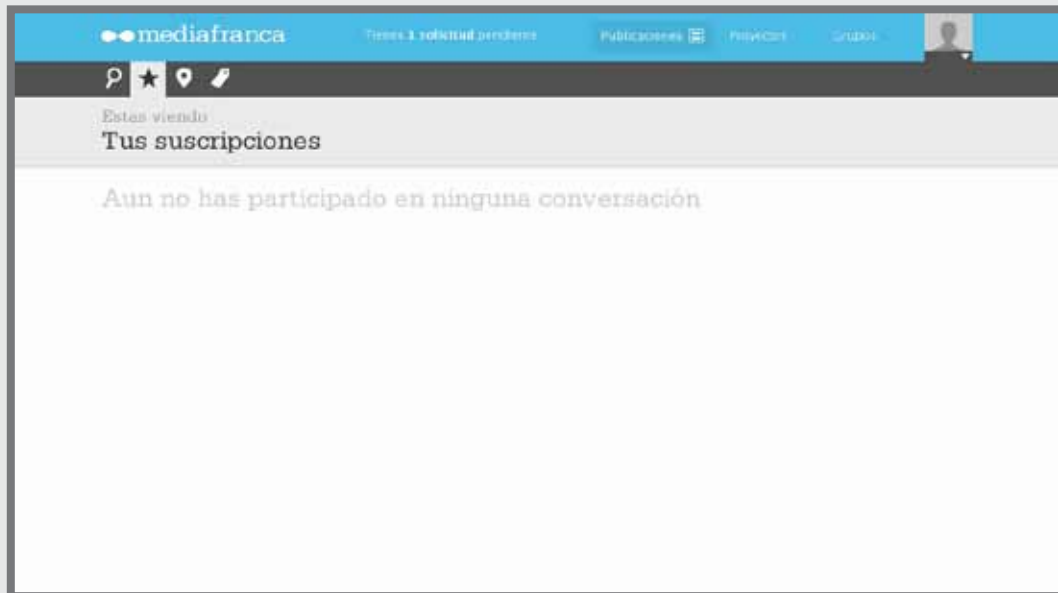 mediafranca
Tienes 1 solicitud pendiente
Publicaciones
Proyectos
Grupos
Estas viendo
Tus suscripciones
Aun no has participado en ninguna conversación